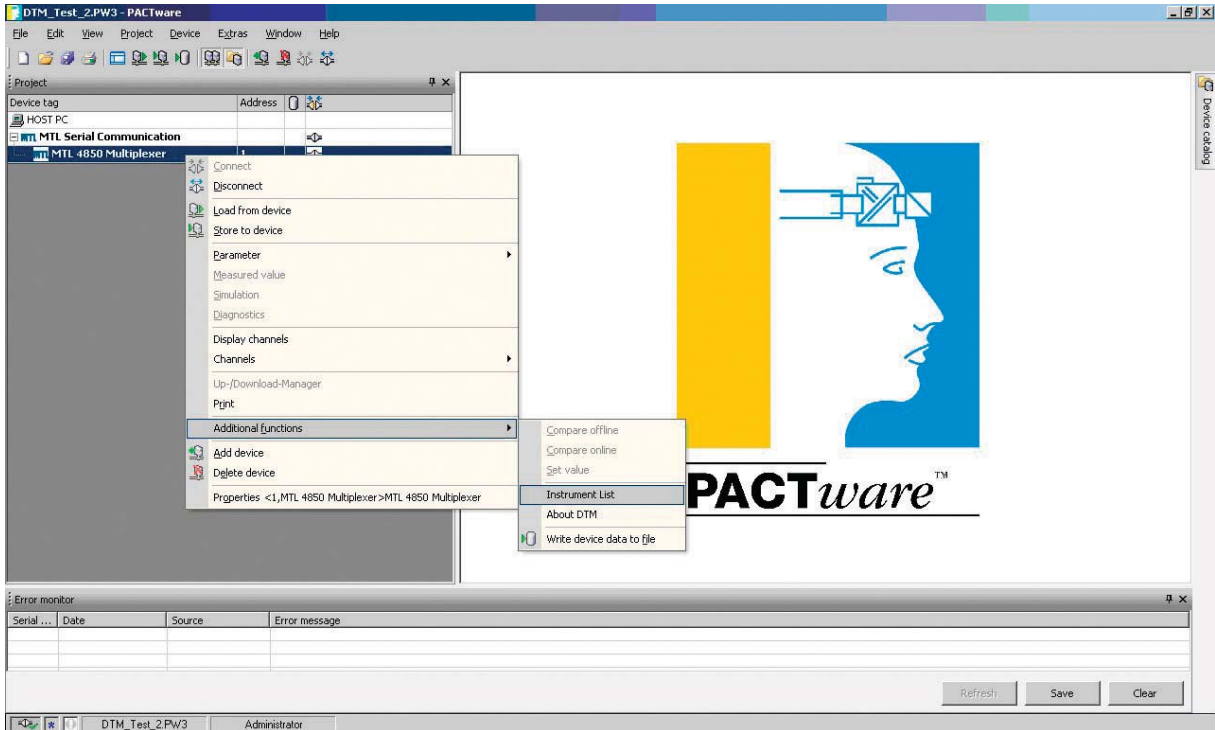 DTM_Test_2.PW3 - PACTware
File Edit View Project Device Extras Window Help
Project
Device tag Address
HOST PC
MTL Serial Communication
MTL 4850 Multiplexer 1
Connect
Disconnect
Load from device
Store to device
Parameter
Measured value
Simulation
Diagnostics
Display channels
Channels
Up-/Download-Manager
Print
Additional functions
Add device
Delete device
Properties <1,MTL 4850 Multiplexer>MTL 4850 Multiplexer
Compare offline
Compare online
Set value
Instrument List
About DTM
Write device data to file
PACTware™
Device catalog
Error monitor
Serial ... Date Source Error message
Refresh Save Clear
DTM_Test_2.PW3 Administrator